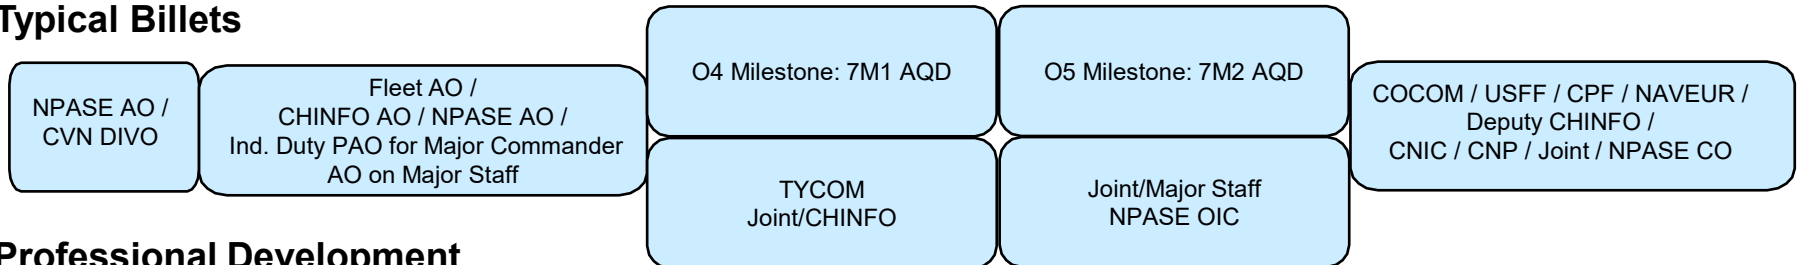 Typical Billets
NPASE AO /
CVN DIVO
Fleet AO /
CHINFO AO / NPASE AO /
Ind. Duty PAO for Major Commander
AO on Major Staff
O4 Milestone: 7M1 AQD
TYCOM
Joint/CHINFO
O5 Milestone: 7M2 AQD
Joint/Major Staff
NPASE OIC
COCOM / USFF / CPF / NAVEUR /
Deputy CHINFO /
CNIC / CNP / Joint / NPASE CO
Professional Development